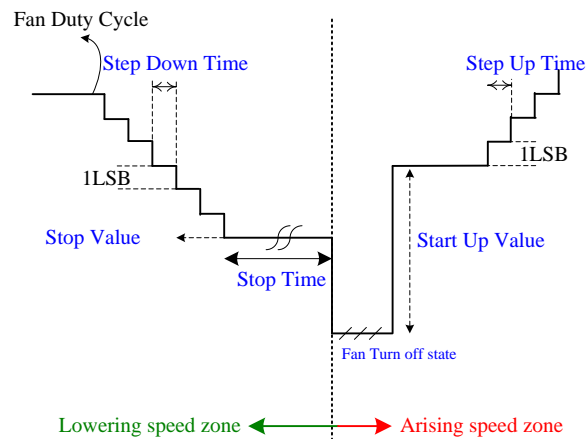 Fan Duty Cycle
Step Down Time
Step Up Time
1LSB
1LSB
Stop Value
Start Up Value
Stop Time
Fan Turn off state
Lowering speed zone
Arising speed zone